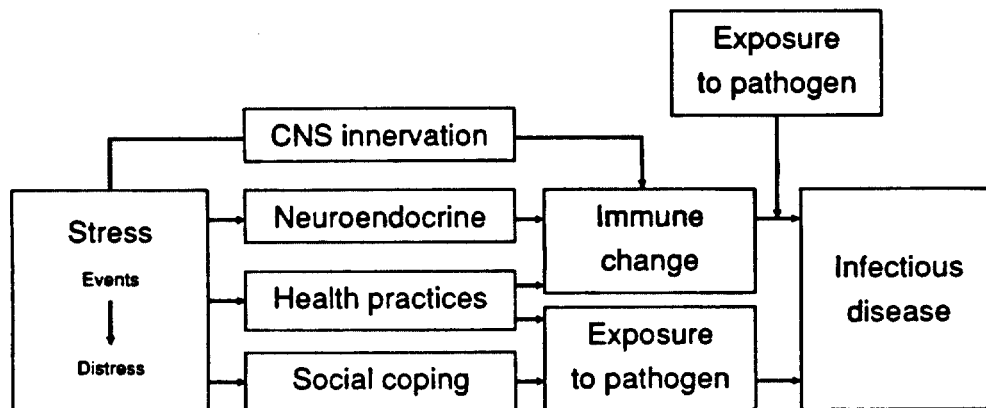 Exposure
to pathogen
CNS innervation
Stress
Events
Distress
Neuroendocrine
Health practices
Social coping
Immune
change
Exposure
to pathogen
Infectious
disease